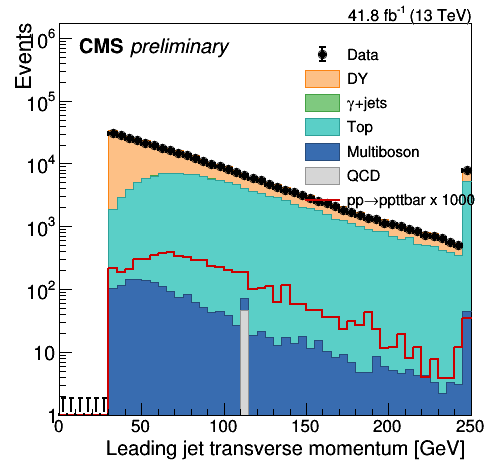 41.8 fb⁻¹ (13 TeV)
CMS preliminary
Events
Data
DY
γ+jets
Top
Multiboson
QCD
pp→ppttbar x 1000
10⁶
10⁵
10⁴
10³
10²
10
1
0 50 100 150 200 250
Leading jet transverse momentum [GeV]